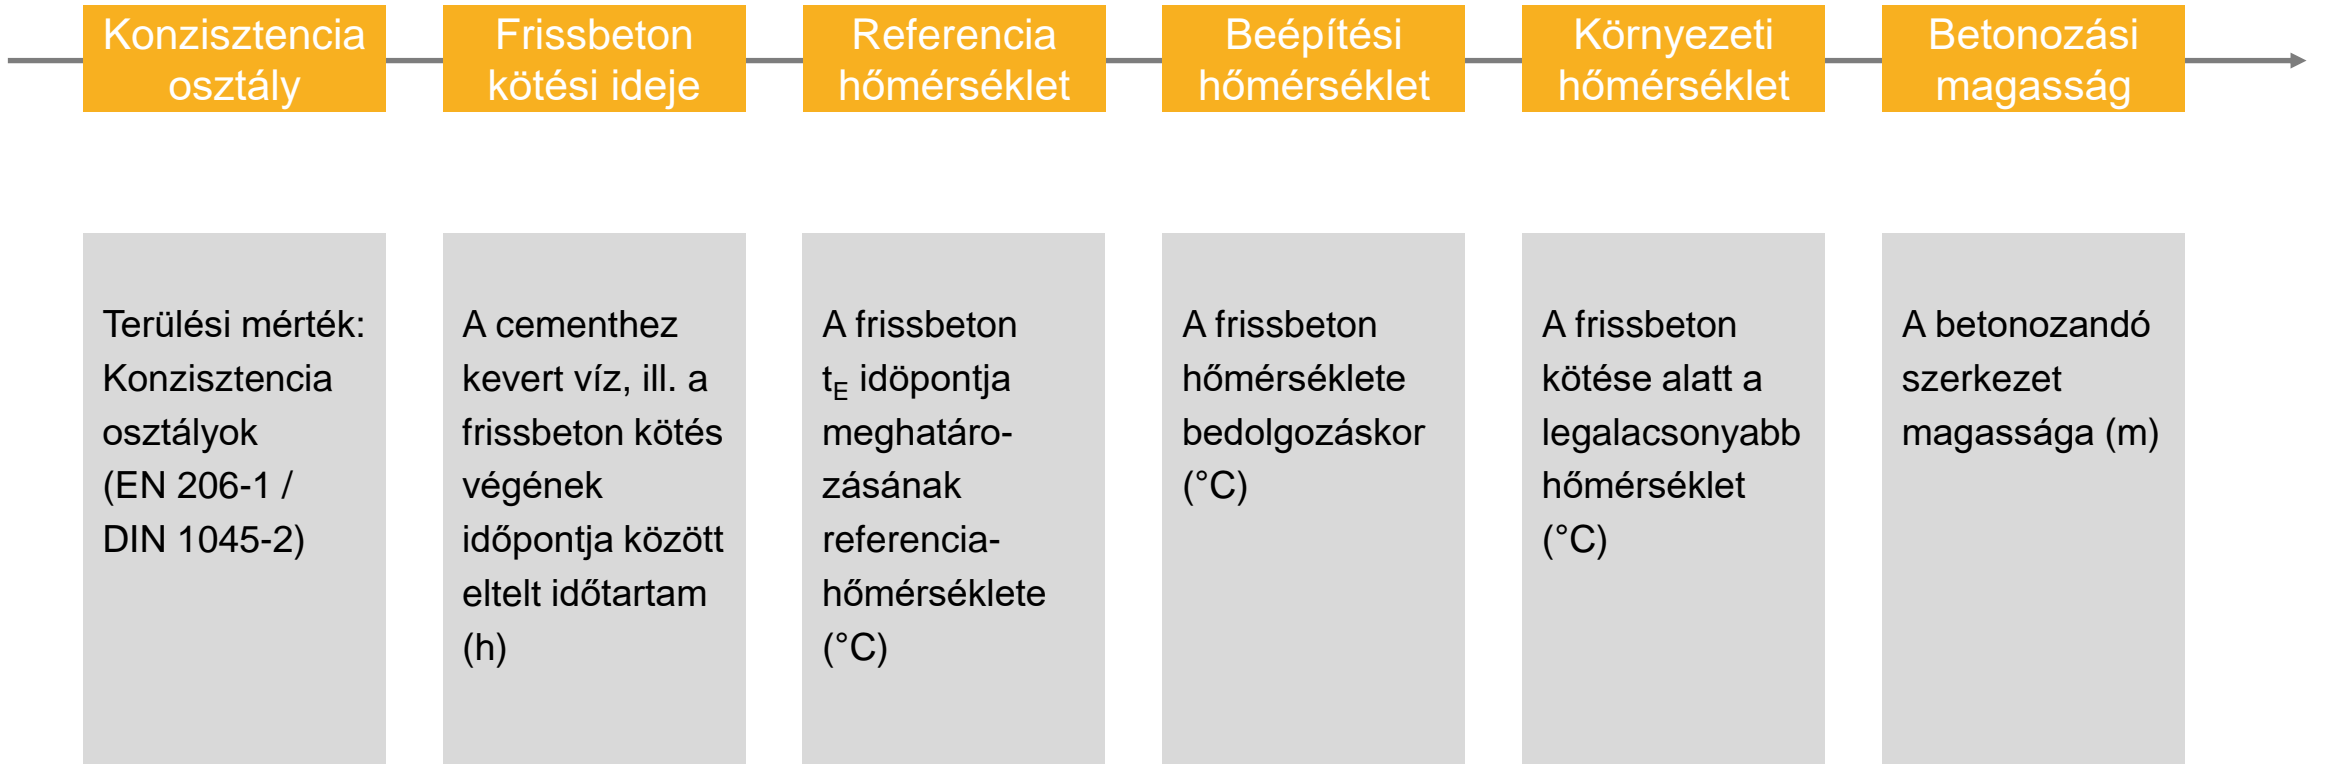 Konzisztencia
osztály
Frissbeton
kötési ideje
Referencia
hőmérséklet
Beépítési
hőmérséklet
Környezeti
hőmérséklet
Betonozási
magasság
Terülési mérték:
Konzisztencia
osztályok
(EN 206-1 /
DIN 1045-2)
A cementhez
kevert víz, ill. a
frissbeton kötés
végének
időpontja között
eltelt időtartam
(h)
A frissbeton
tE idöpontja
meghatáro-
zásának
referencia-
hőmérséklete
(°C)
A frissbeton
hőmérséklete
bedolgozáskor
(°C)
A frissbeton
kötése alatt a
legalacsonyabb
hőmérséklet
(°C)
A betonozandó
szerkezet
magassága (m)